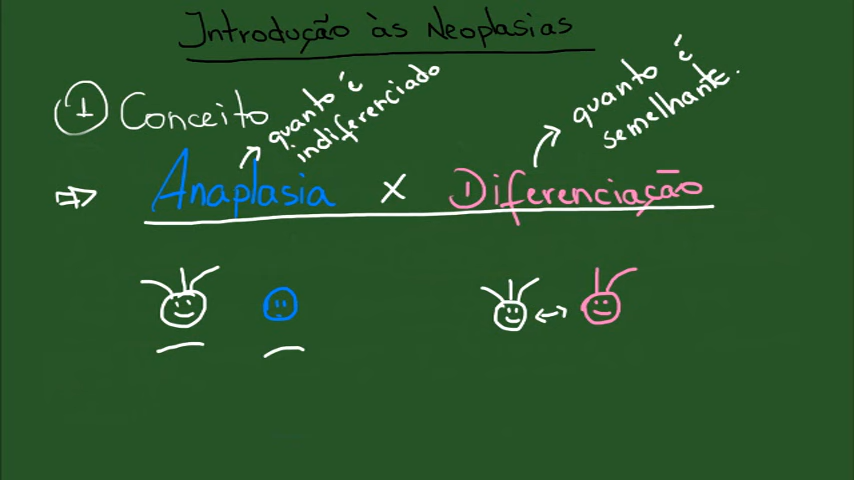 Introdução às Neoplasias
1 Conceito
quanto é
indiferenciado
quanto é
semelhante.
⇒ Anaplasia x Diferenciação